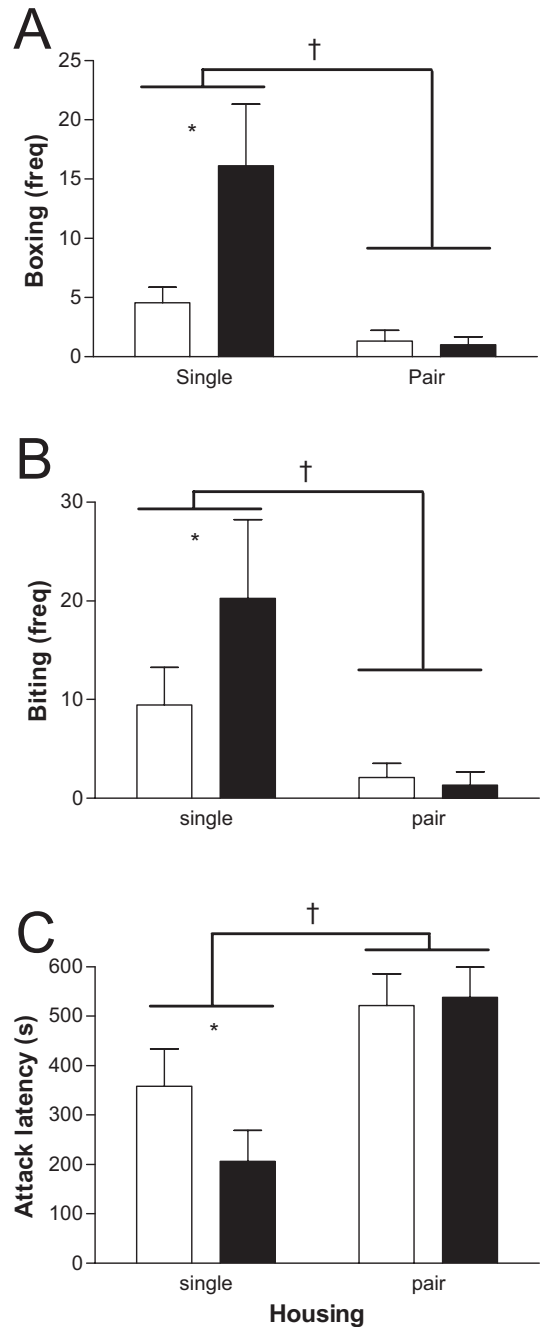 A
†
25
20
15
10
5
0
*
Boxing (freq)
Single Pair
B
†
30
20
10
0
*
Biting (freq)
single pair
C
†
600
500
400
300
200
100
0
*
Attack latency (s)
single pair
Housing